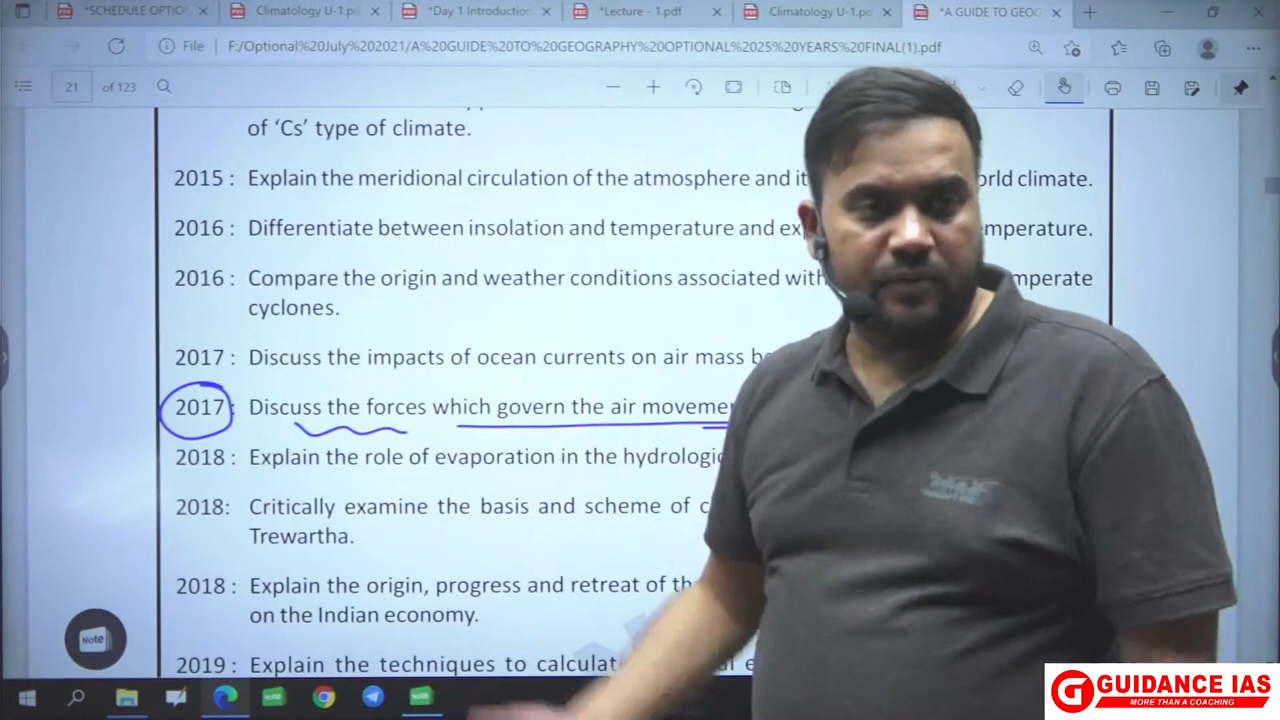 *SCHEDULE OPTIO
Climatology U-1.pd
*Day 1 Introduction
*Lecture - 1.pdf
Climatology U-1.pd
*A GUIDE TO GEOG
File
F:/Optional%20July%202021/A%20GUIDE%20TO%20GEOGRAPHY%20OPTIONAL%2025%20YEARS%20FINAL(1).pdf
21 of 123
of ‘Cs’ type of climate.
2015 : Explain the meridional circulation of the atmosphere and it orld climate.
2016 : Differentiate between insolation and temperature and ex emperature.
2016 : Compare the origin and weather conditions associated with mperate
cyclones.
2017 : Discuss the impacts of ocean currents on air mass b
2017 : Discuss the forces which govern the air moveme
2018 : Explain the role of evaporation in the hydrologic
2018: Critically examine the basis and scheme of c
Trewartha.
2018 : Explain the origin, progress and retreat of th
on the Indian economy.
2019 : Explain the techniques to calculate
Note
GUIDANCE IAS
MORE THAN A COACHING